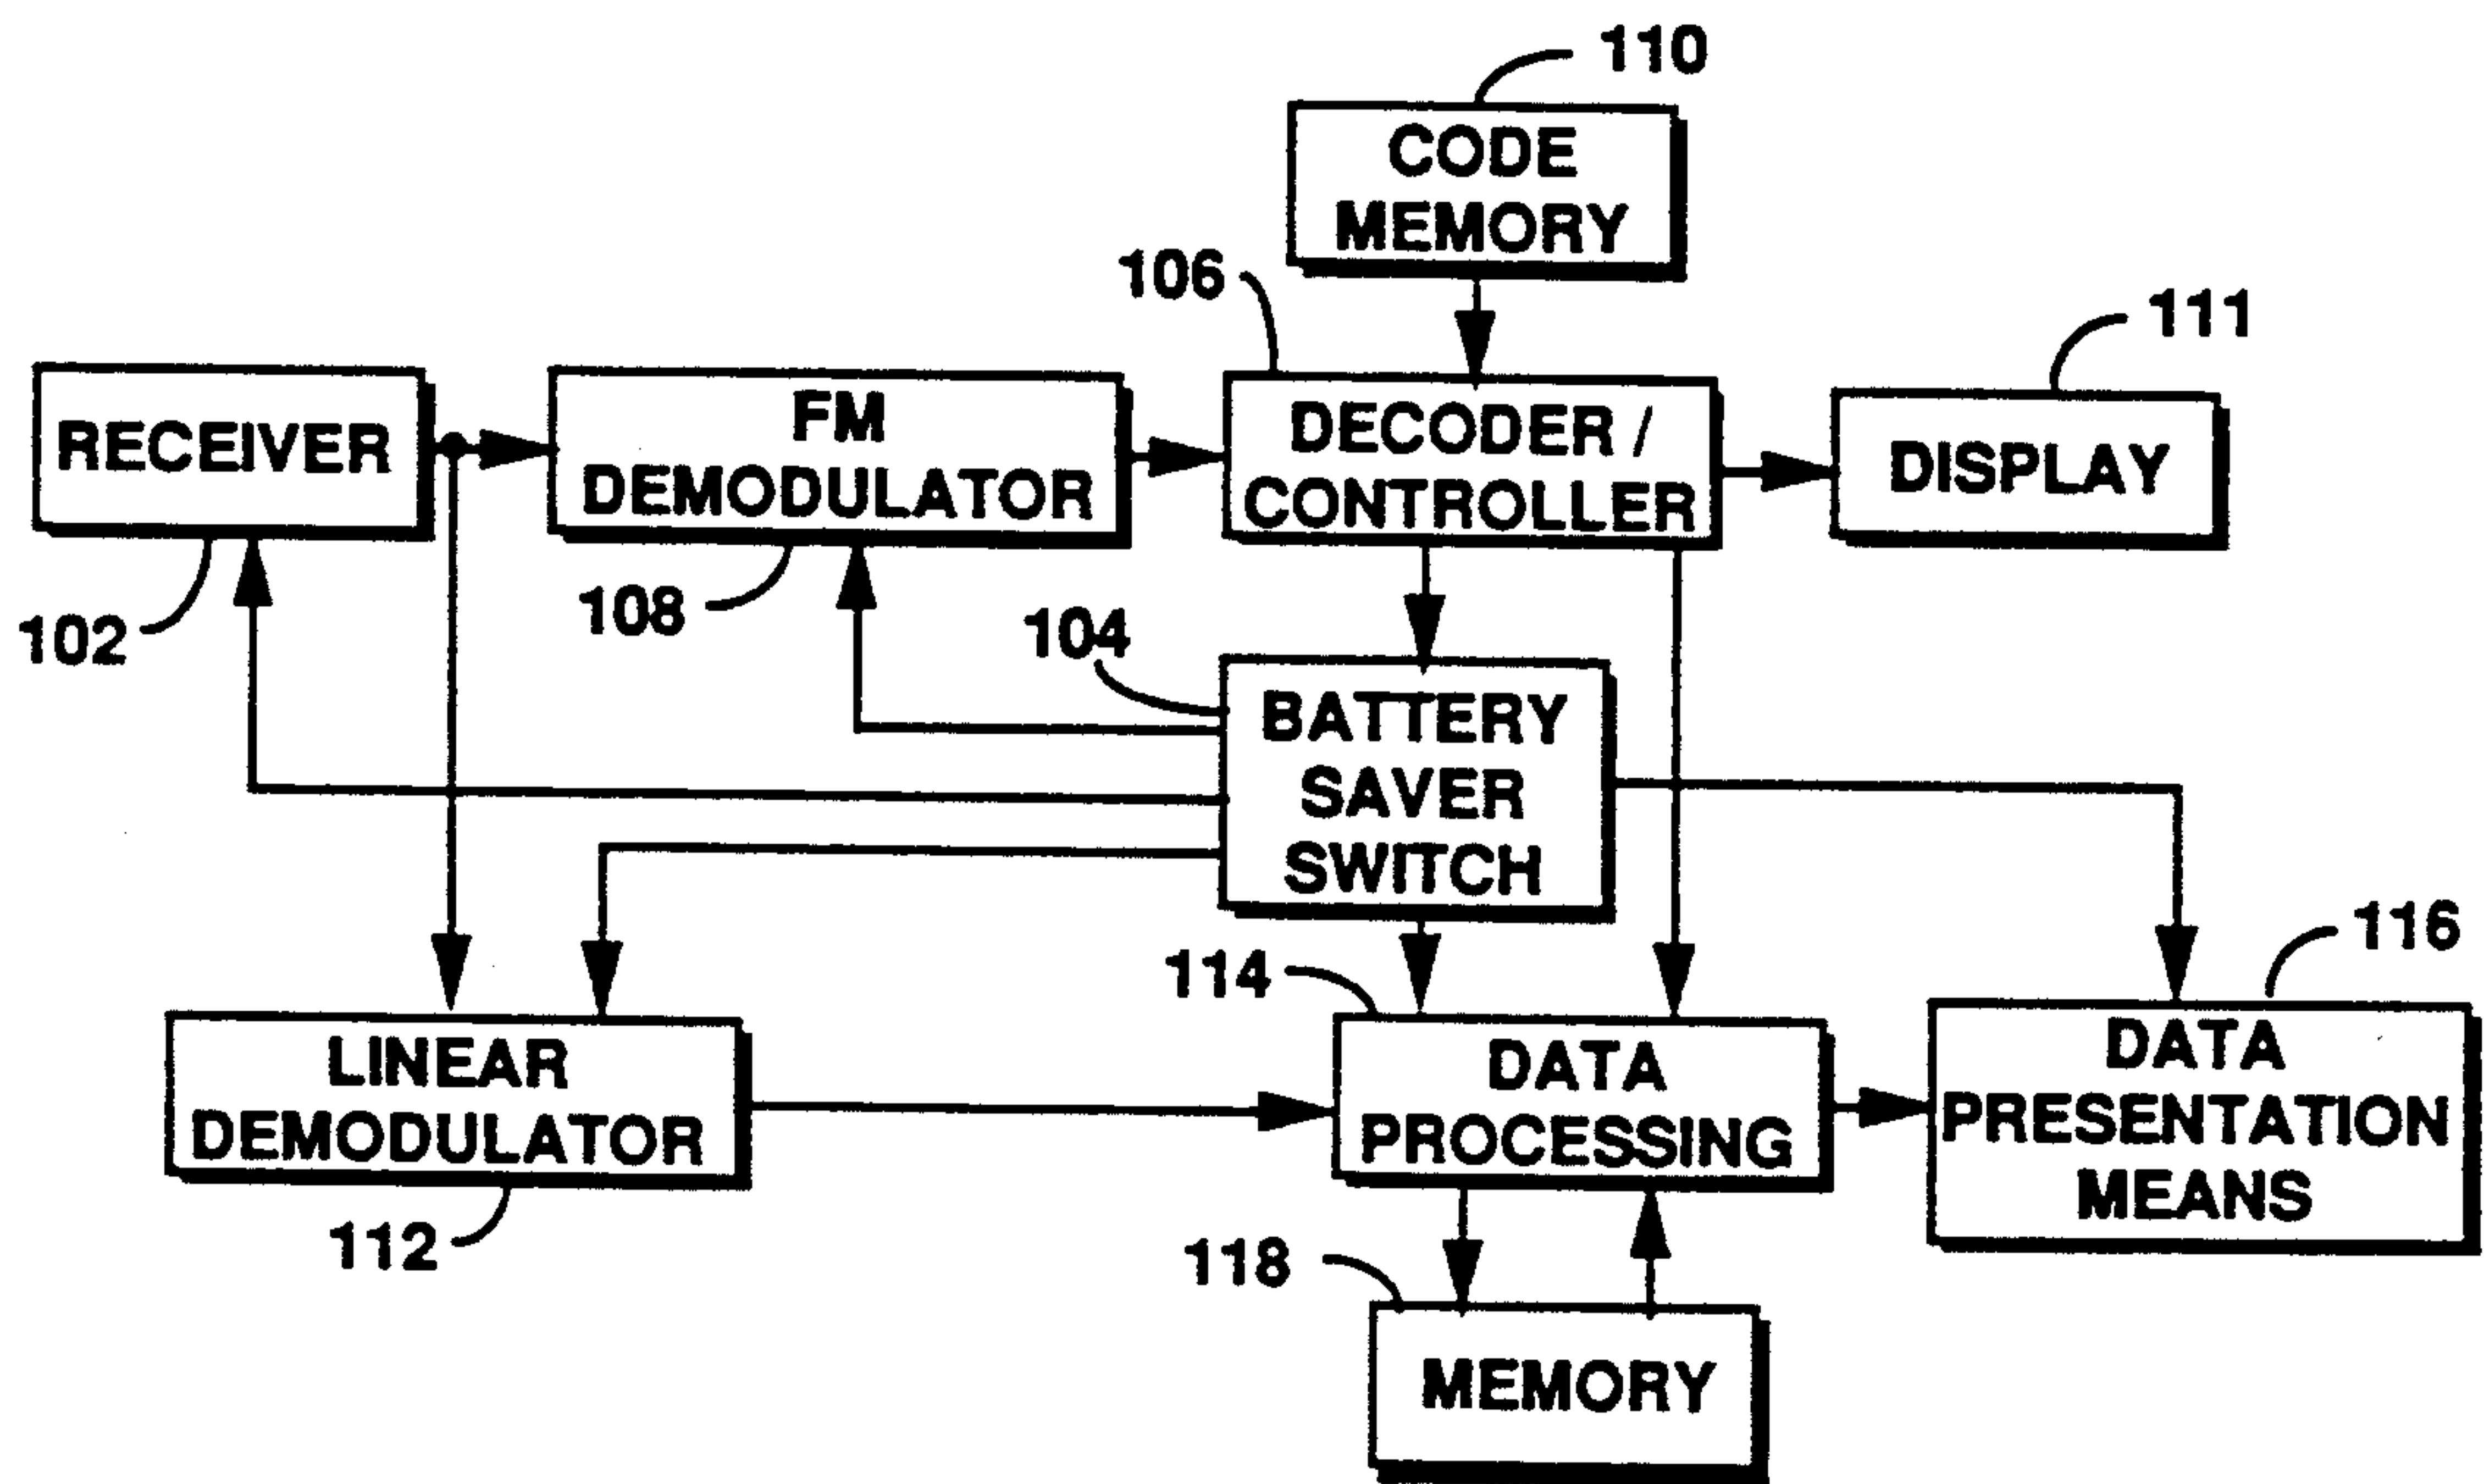 110
CODE
MEMORY
106
111
RECEIVER
FM
DEMODULATOR
DECODER /
CONTROLLER
DISPLAY
102
108
104
BATTERY
SAVER
SWITCH
114
116
LINEAR
DEMODULATOR
DATA
PROCESSING
DATA
PRESENTATION
MEANS
112
118
MEMORY